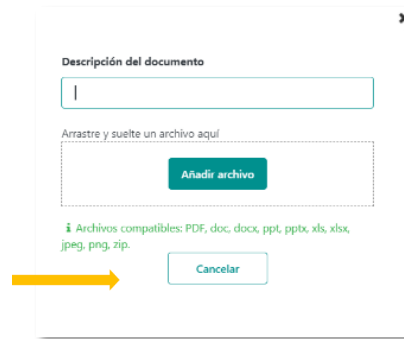 Descripción del documento
Arrastre y suelte un archivo aquí
Añadir archivo
i Archivos compatibles: PDF, doc, docx, ppt, pptx, xls, xlsx,
jpeg, png, zip.
Cancelar